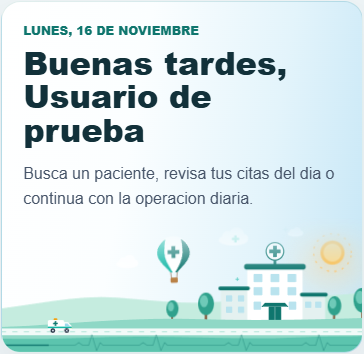 LUNES, 16 DE NOVIEMBRE
Buenas tardes,
Usuario de
prueba
Busca un paciente, revisa tus citas del dia o
continua con la operacion diaria.